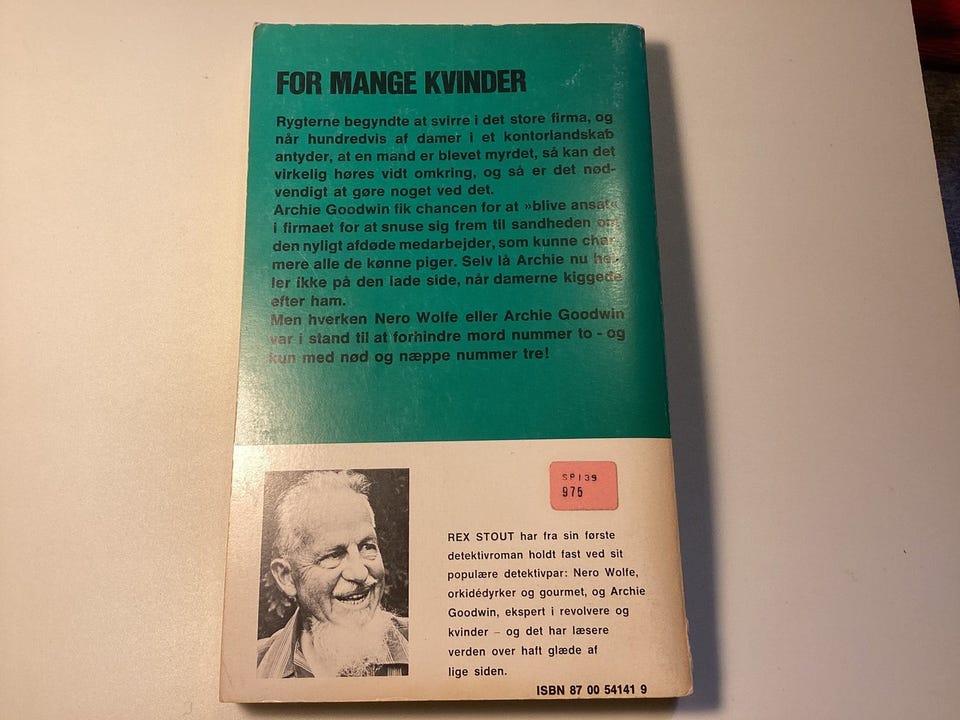 FOR MANGE KVINDER
Rygterne begyndte at svirre i det store firma, og
når hundredvis af damer i et kontorlandskab
antyder, at en mand er blevet myrdet, så kan det
virkelig høres vidt omkring, og så er det nød-
vendigt at gøre noget ved det.
Archie Goodwin fik chancen for at »blive ansat«
i firmaet for at snuse sig frem til sandheden om
den nyligt afdøde medarbejder, som kunne char-
mere alle de kønne piger. Selv lå Archie nu hel-
ler ikke på den lade side, når damerne kiggede
efter ham.
Men hverken Nero Wolfe eller Archie Goodwin
var i stand til at forhindre mord nummer to - og
kun med nød og næppe nummer tre!
SP139
975
REX STOUT har fra sin første
detektivroman holdt fast ved sit
populære detektivpar: Nero Wolfe,
orkidédyrker og gourmet, og Archie
Goodwin, ekspert i revolvere og
kvinder – og det har læsere
verden over haft glæde af
lige siden.
ISBN 87 00 54141 9